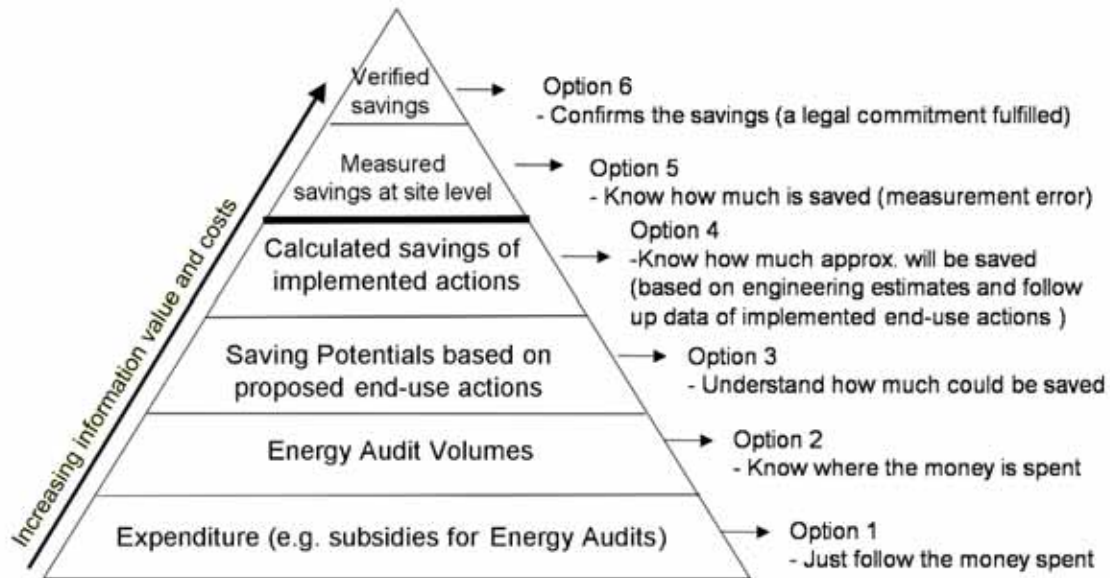 Verified
savings
Option 6
- Confirms the savings (a legal commitment fulfilled)
Measured
savings at site level
Option 5
- Know how much is saved (measurement error)
Calculated savings of
implemented actions
Option 4
-Know how much approx. will be saved
(based on engineering estimates and follow
up data of implemented end-use actions )
Saving Potentials based on
proposed end-use actions
Option 3
- Understand how much could be saved
Energy Audit Volumes
Option 2
- Know where the money is spent
Expenditure (e.g. subsidies for Energy Audits)
Option 1
- Just follow the money spent
Increasing information value and costs